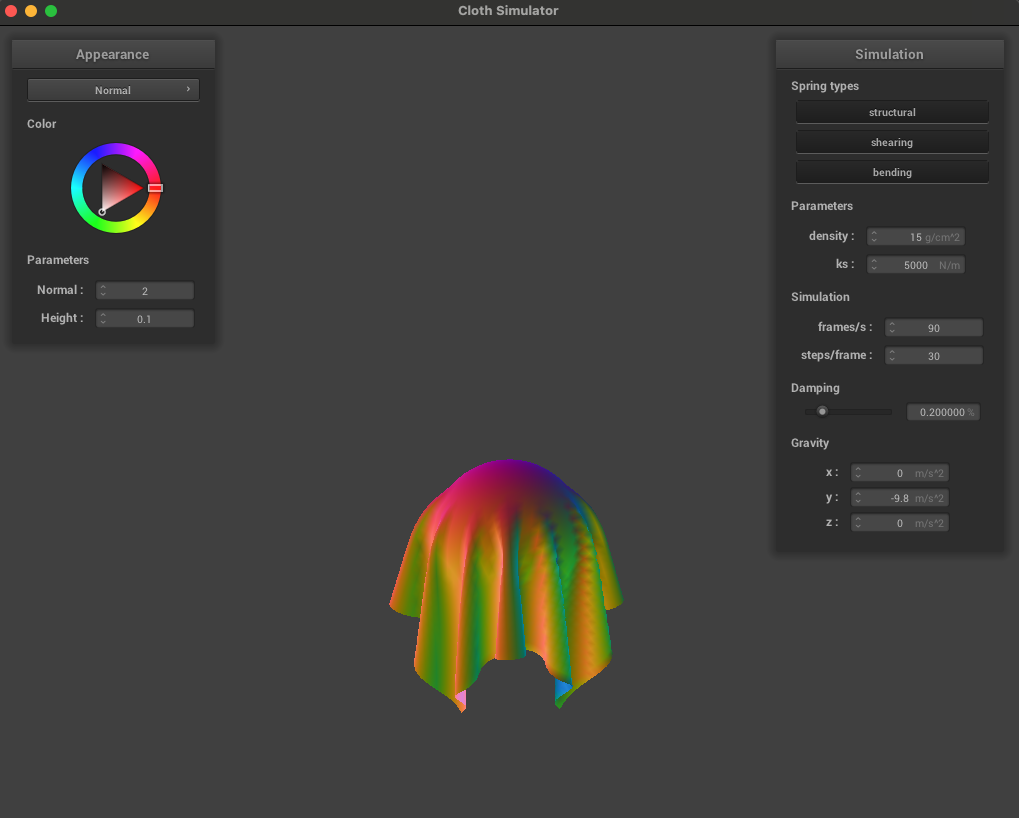 Cloth Simulator
Appearance
Normal
Color
Parameters
Normal : 2
Height : 0.1
Simulation
Spring types
structural
shearing
bending
Parameters
density : 15 g/cm^2
ks : 5000 N/m
Simulation
frames/s : 90
steps/frame : 30
Damping
0.200000 %
Gravity
x : 0 m/s^2
y : -9.8 m/s^2
z : 0 m/s^2